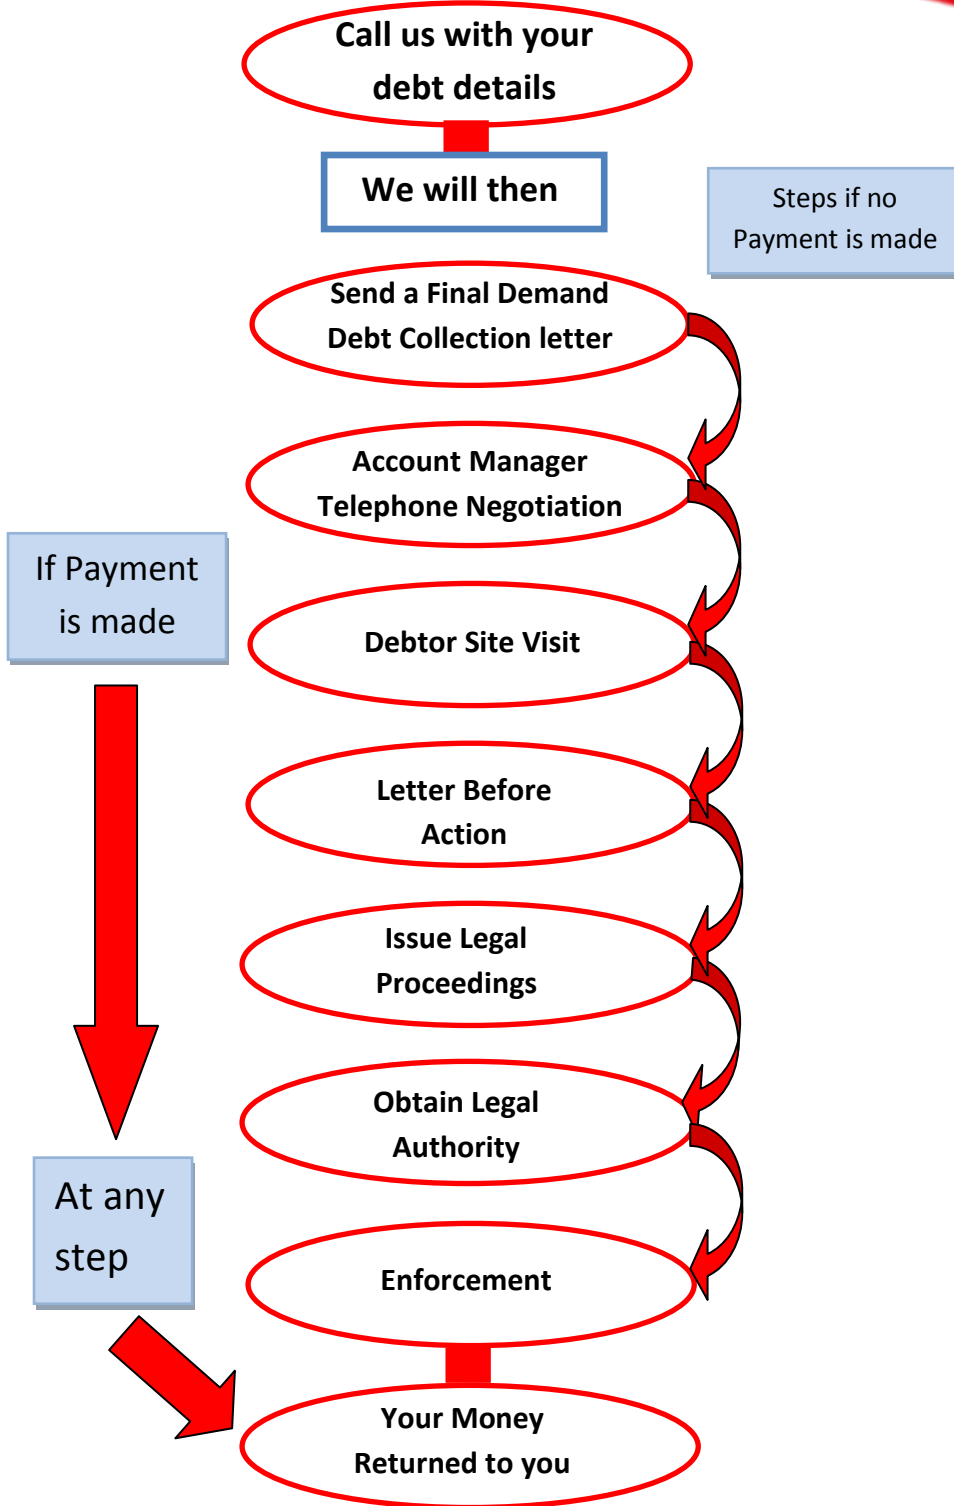 Call us with your
debt details
We will then
Steps if no
Payment is made
Send a Final Demand
Debt Collection letter
Account Manager
Telephone Negotiation
If Payment
is made
Debtor Site Visit
Letter Before
Action
Issue Legal
Proceedings
Obtain Legal
Authority
At any
step
Enforcement
Your Money
Returned to you